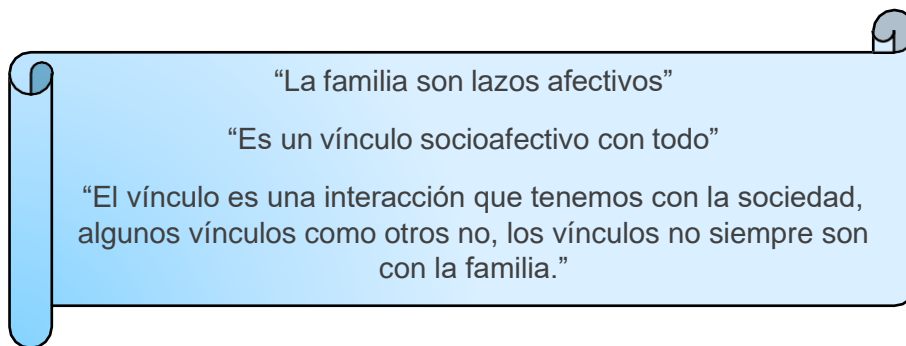 “La familia son lazos afectivos”
“Es un vínculo socioafectivo con todo”
“El vínculo es una interacción que tenemos con la sociedad,
algunos vínculos como otros no, los vínculos no siempre son
con la familia.”